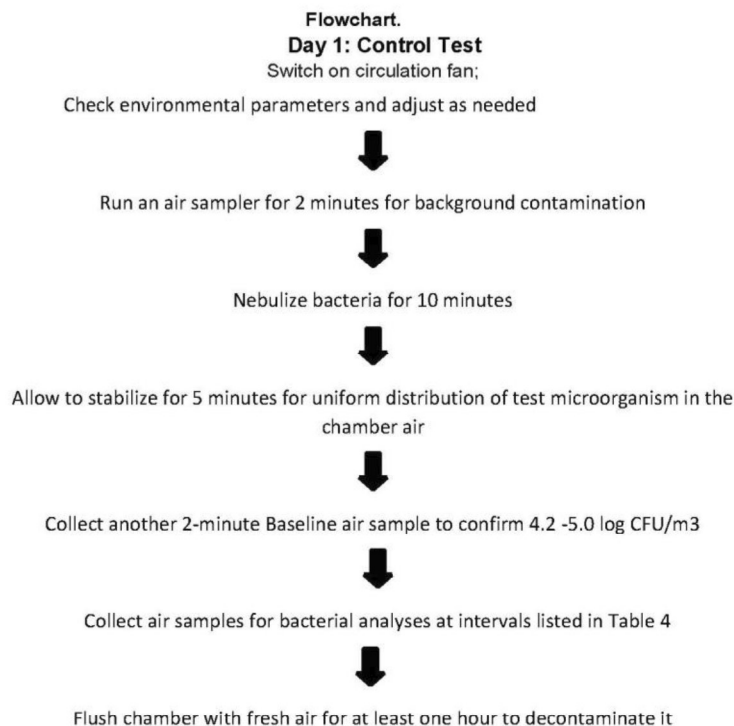 Flowchart.
Day 1: Control Test
Switch on circulation fan;
Check environmental parameters and adjust as needed
Run an air sampler for 2 minutes for background contamination
Nebulize bacteria for 10 minutes
Allow to stabilize for 5 minutes for uniform distribution of test microorganism in the
chamber air
Collect another 2-minute Baseline air sample to confirm 4.2 -5.0 log CFU/m3
Collect air samples for bacterial analyses at intervals listed in Table 4
Flush chamber with fresh air for at least one hour to decontaminate it